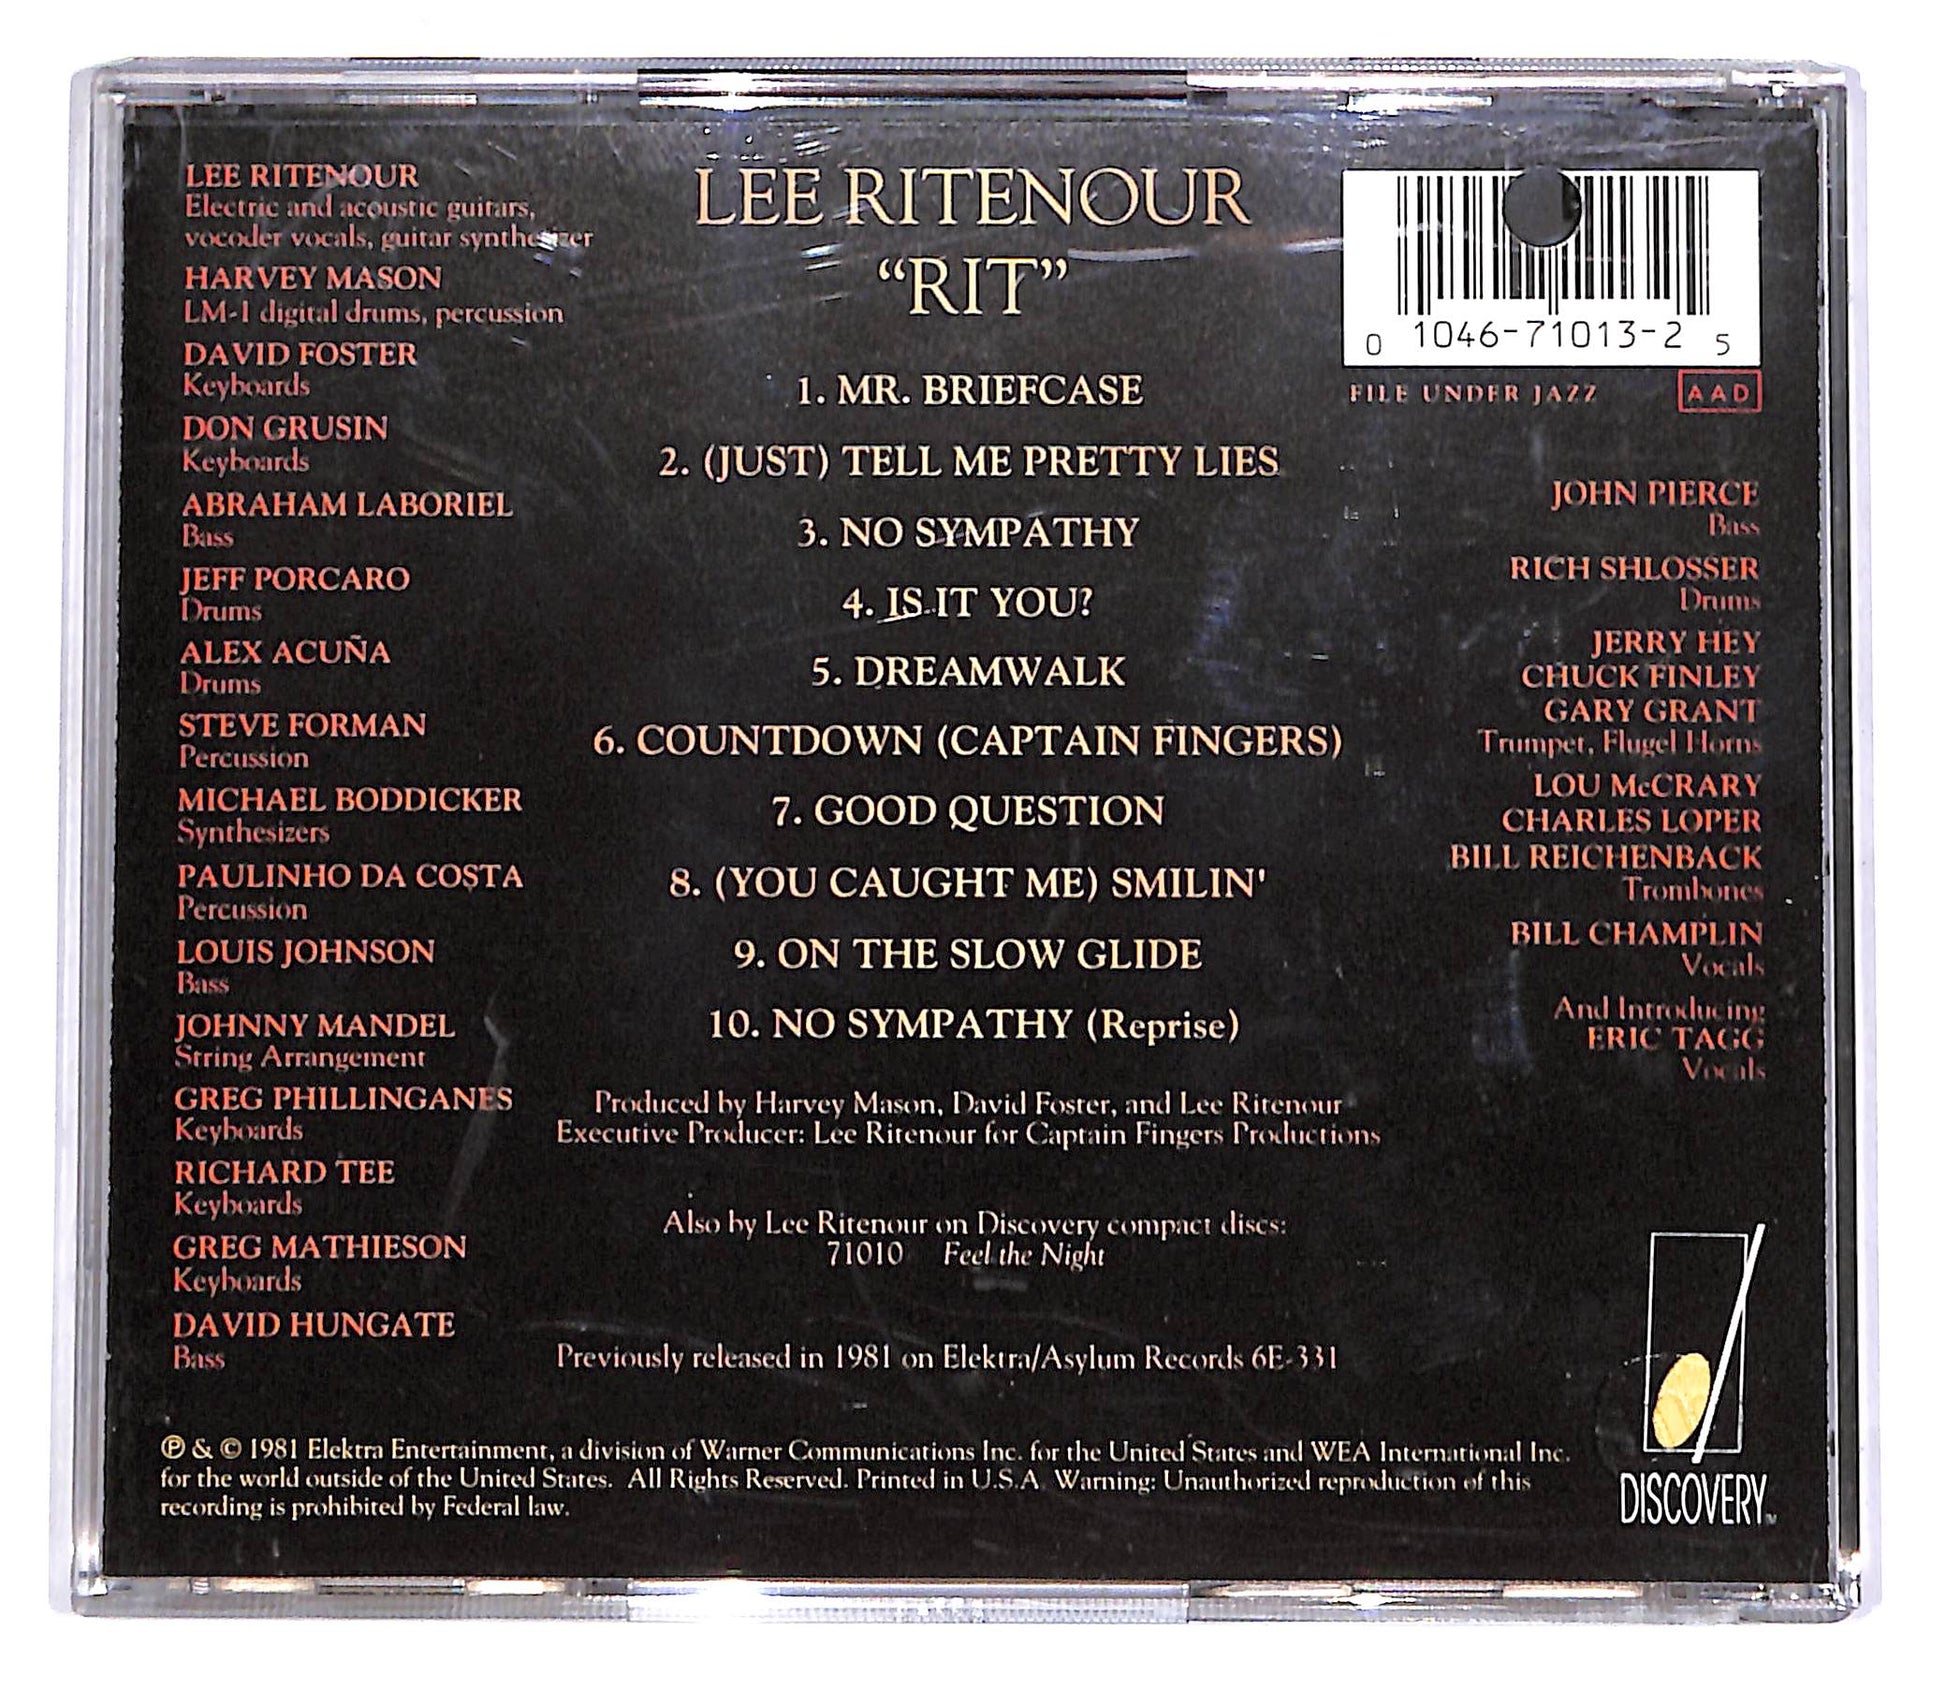 LEE RITENOUR
Electric and acoustic guitars,
vocoder vocals, guitar synthesizer
HARVEY MASON
LM-1 digital drums, percussion
DAVID FOSTER
Keyboards
DON GRUSIN
Keyboards
ABRAHAM LABORIEL
Bass
JEFF PORCARO
Drums
ALEX ACUÑA
Drums
STEVE FORMAN
Percussion
MICHAEL BODDICKER
Synthesizers
PAULINHO DA COSTA
Percussion
LOUIS JOHNSON
Bass
JOHNNY MANDEL
String Arrangement
GREG PHILLINGANES
Keyboards
RICHARD TEE
Keyboards
GREG MATHIESON
Keyboards
DAVID HUNGATE
Bass
LEE RITENOUR
“RIT”
1. MR. BRIEFCASE
2. (JUST) TELL ME PRETTY LIES
3. NO SYMPATHY
4. IS IT YOU?
5. DREAMWALK
6. COUNTDOWN (CAPTAIN FINGERS)
7. GOOD QUESTION
8. (YOU CAUGHT ME) SMILIN'
9. ON THE SLOW GLIDE
10. NO SYMPATHY (Reprise)
Produced by Harvey Mason, David Foster, and Lee Ritenour
Executive Producer: Lee Ritenour for Captain Fingers Productions
Also by Lee Ritenour on Discovery compact discs:
71010 Feel the Night
Previously released in 1981 on Elektra/Asylum Records 6E-331
0 1046-71013-2 5
FILE UNDER JAZZ AAD
JOHN PIERCE
Bass
RICH SHLOSSER
Drums
JERRY HEY
CHUCK FINLEY
GARY GRANT
Trumpet, Flugel Horns
LOU McCRARY
CHARLES LOPER
BILL REICHENBACK
Trombones
BILL CHAMPLIN
Vocals
And Introducing
ERIC TAGG
Vocals
℗ & © 1981 Elektra Entertainment, a division of Warner Communications Inc. for the United States and WEA International Inc.
for the world outside of the United States. All Rights Reserved. Printed in U.S.A. Warning: Unauthorized reproduction of this
recording is prohibited by Federal law.
DISCOVERY™